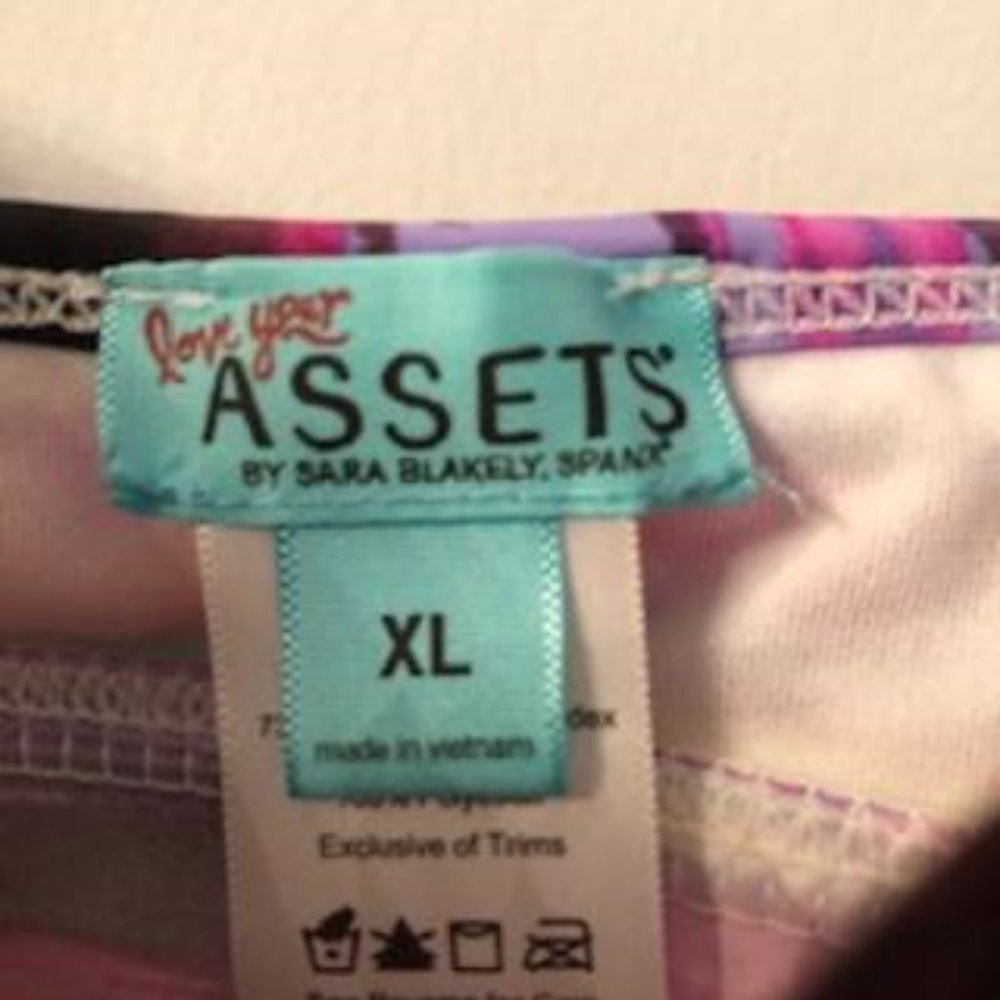 love your
ASSETS
BY SARA BLAKELY, SPANX
XL
made in vietnam
Exclusive of Trims